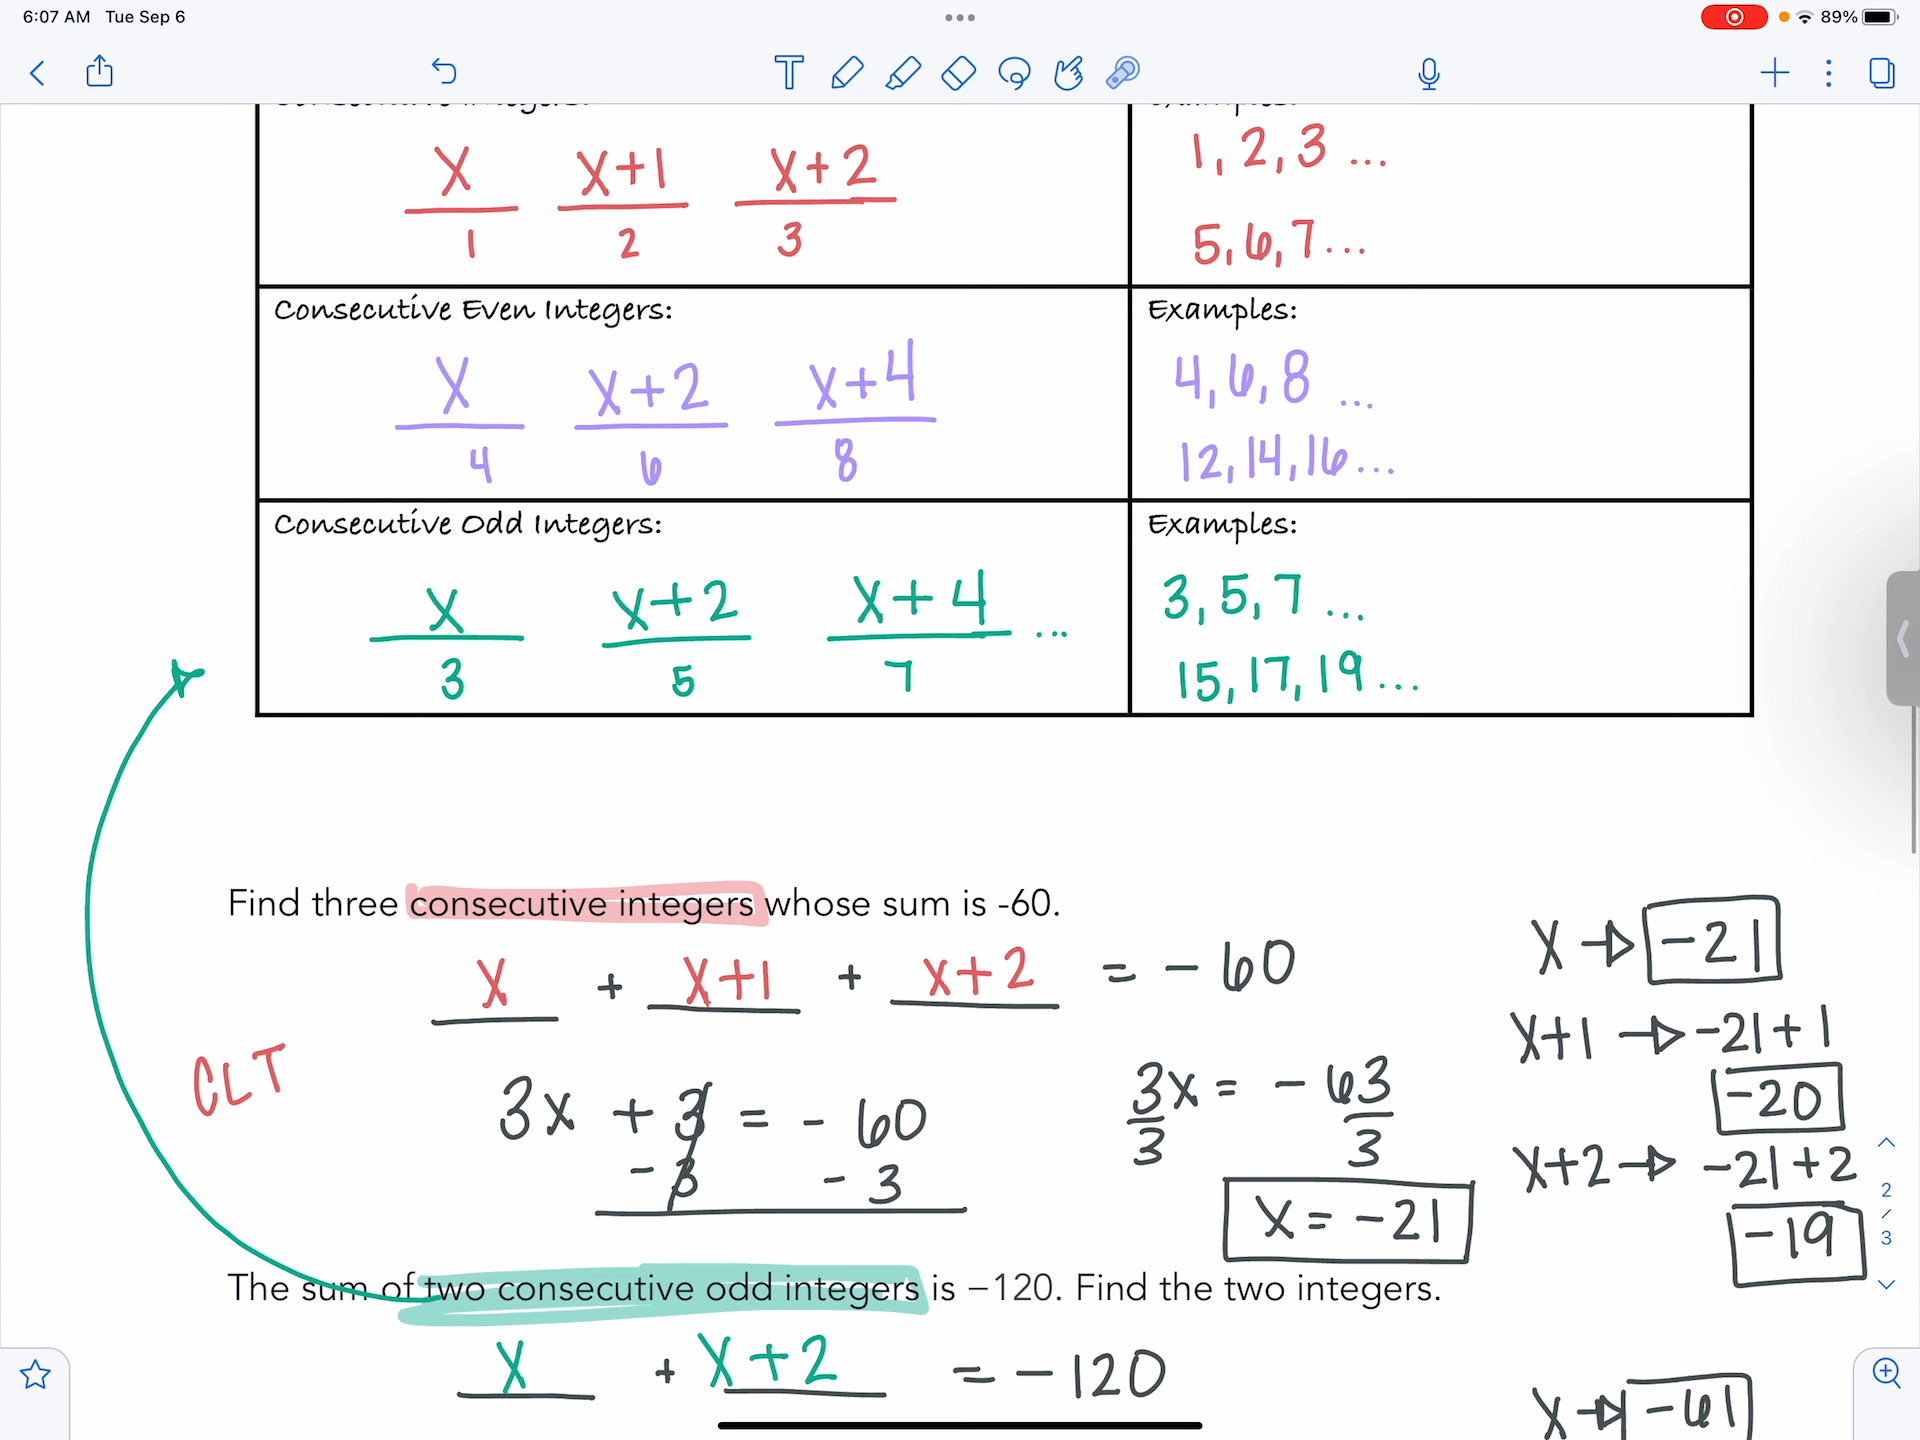 6:07 AM Tue Sep 6
89%
Consecutive Integers:
Examples:
x x+1 x+2
1 2 3
1, 2, 3 ...
5, 6, 7...
Consecutive Even Integers:
Examples:
x x+2 x+4
4 6 8
4, 6, 8 ...
12, 14, 16...
Consecutive Odd Integers:
Examples:
x x+2 x+4 ...
3 5 7
3, 5, 7 ...
15, 17, 19...
Find three consecutive integers whose sum is -60.
x + x+1 + x+2 = -60
CLT
3x + 3 = - 60
- 3 - 3
3x = - 63
3 3
x = -21
x → -21
x+1 → -21+1
-20
x+2 → -21+2
-19
2
/
3
The sum of two consecutive odd integers is −120. Find the two integers.
x + x+2 = -120
x → -61